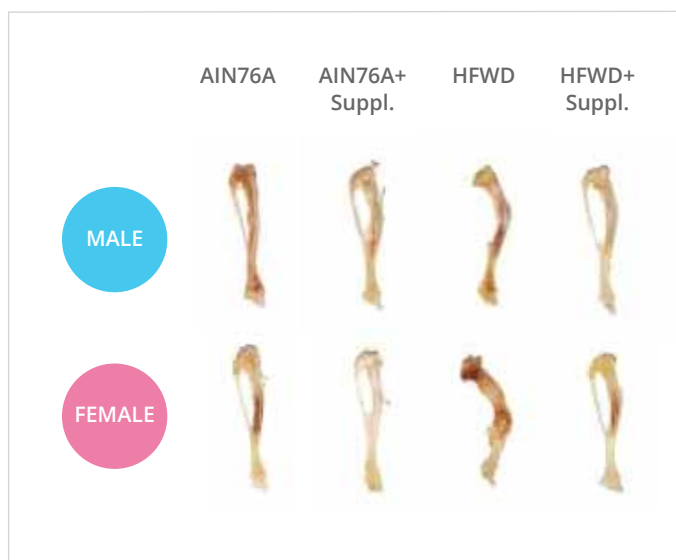 AIN76A
AIN76A+
Suppl.
HFWD
HFWD+
Suppl.
MALE
FEMALE